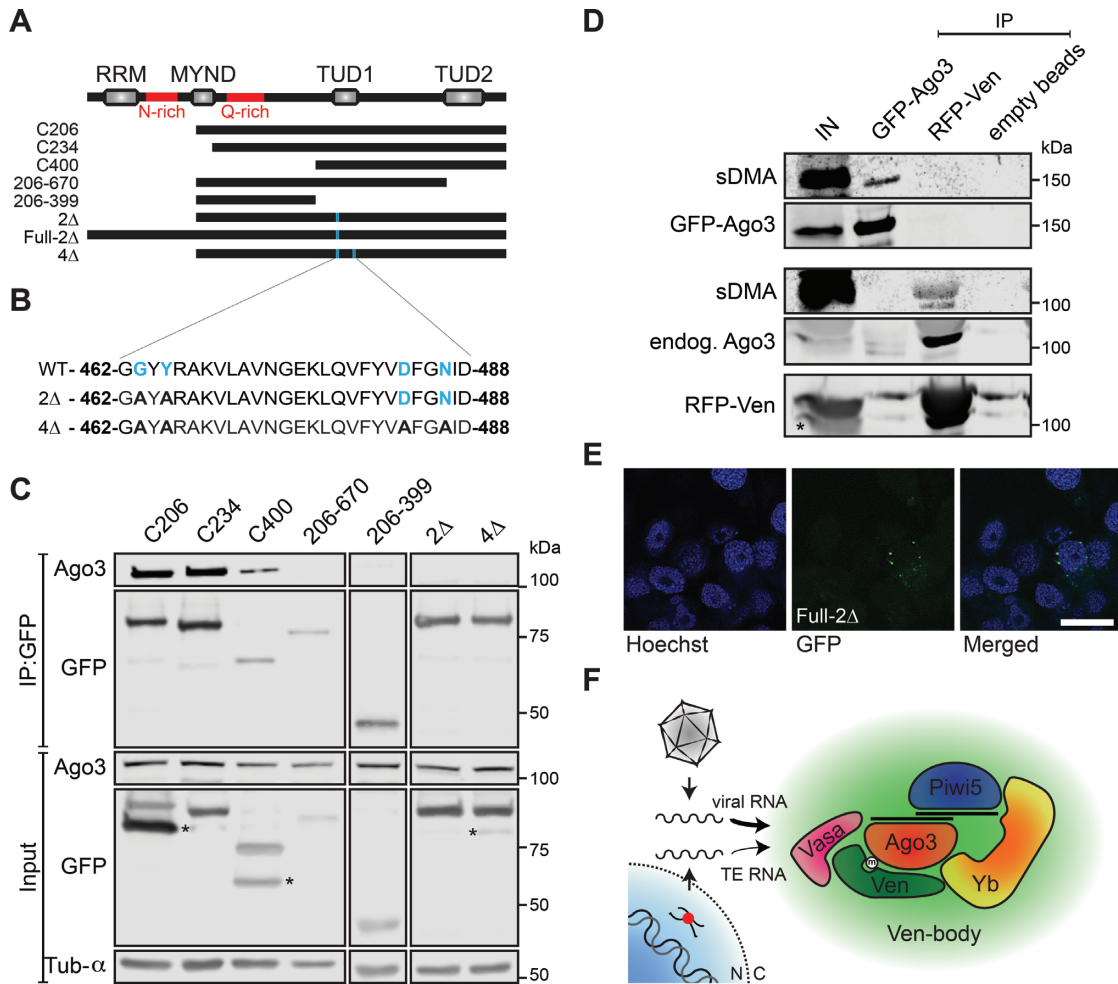 A
RRM MYND TUD1 TUD2
N-rich Q-rich
C206
C234
C400
206-670
206-399
2Δ
Full-2Δ
4Δ
B
WT- 462-GGYYRAKVLAVNGEKLQVFYVDFGNID-488
2Δ - 462-GAYARAKVLAVNGEKLQVFYVDFGNID-488
4Δ - 462-GAYARAKVLAVNGEKLQVFYVAFGAID-488
C
C206 C234 C400 206-670 206-399 2Δ 4Δ
kDa
IP:GFP
Ago3
100
GFP
75
50
Input
Ago3
100
GFP
* * *
75
50
Tub-α
50
D
IP
IN GFP-Ago3 RFP-Ven empty beads
kDa
sDMA
150
GFP-Ago3
150
sDMA
100
endog. Ago3
100
RFP-Ven
*
100
E
Full-2Δ
Hoechst GFP Merged
F
viral RNA
TE RNA
N C
Vasa
Piwi5
Ago3
m
Ven
Yb
Ven-body